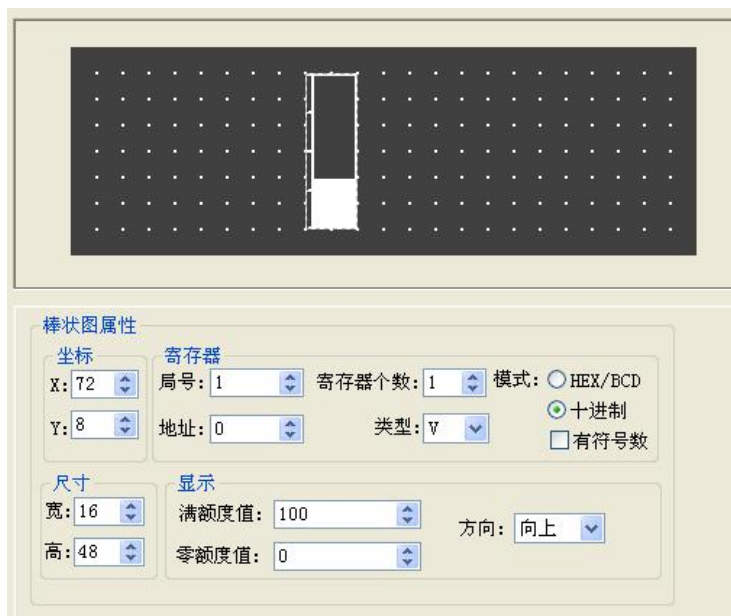 棒状图属性
坐标 寄存器
X: 72 局号: 1 寄存器个数: 1 模式: HEX/BCD
十进制
Y: 8 地址: 0 类型: V
有符号数
尺寸 显示
宽: 16 满额度值: 100
方向: 向上
高: 48 零额度值: 0